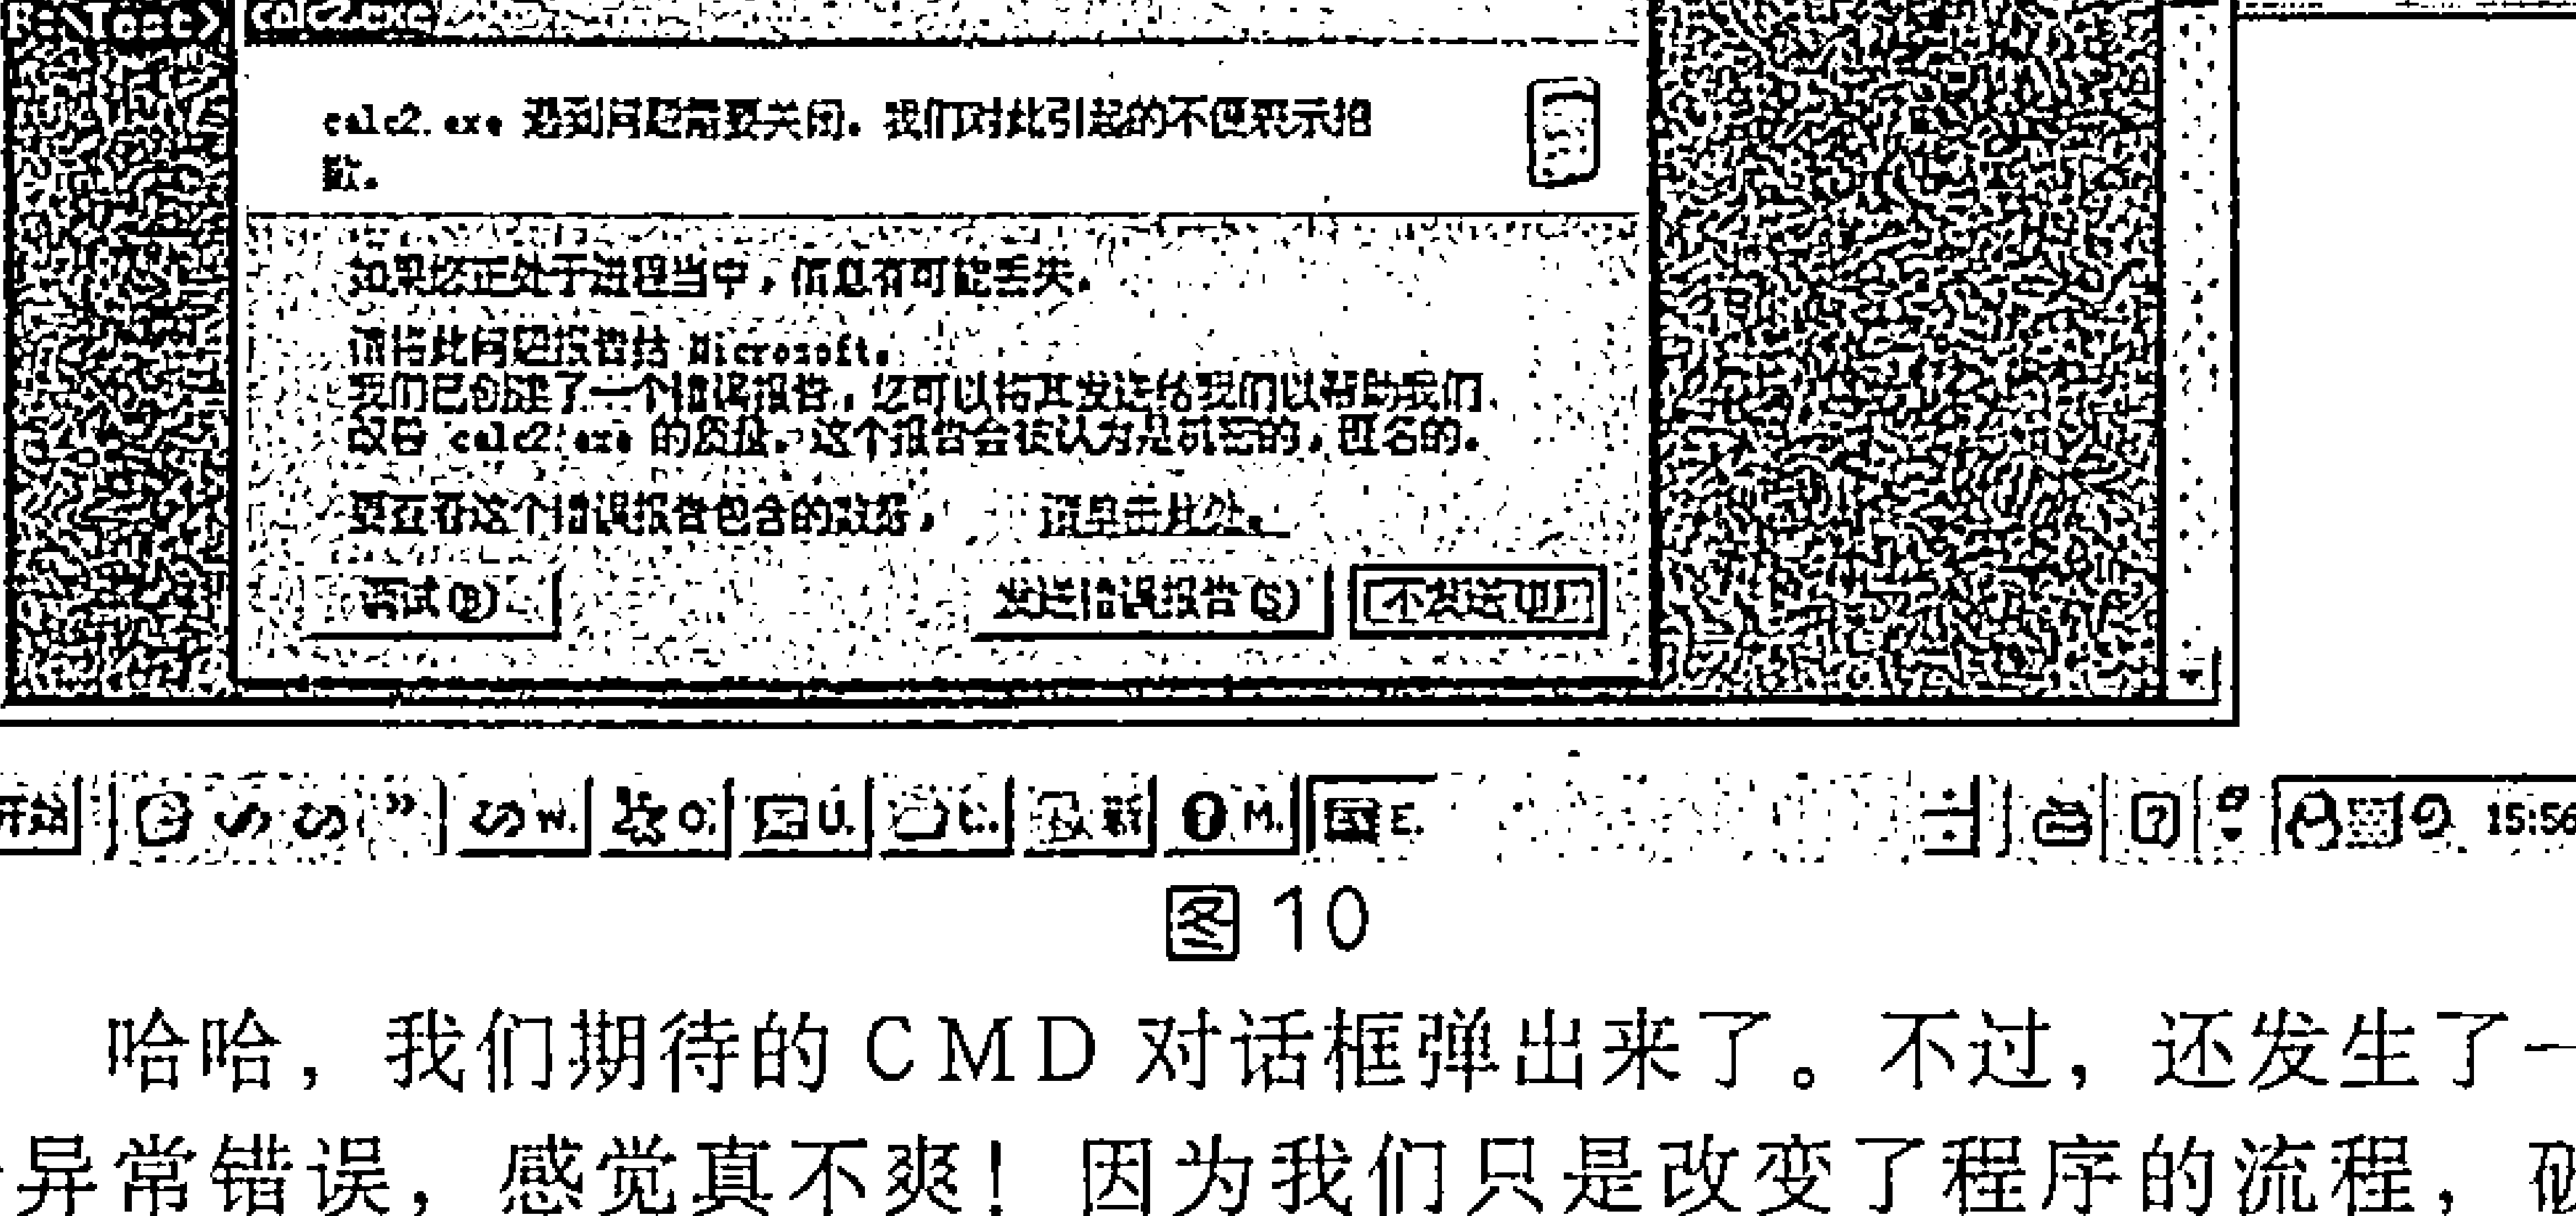 calc2.exe
calc2.exe 遇到问题需要关闭。我们对此引起的不便表示抱
歉。
如果您正处于进程当中，信息有可能丢失。
请将此问题报告给 Microsoft。
我们已创建了一个错误报告，您可以将其发送给我们以帮助我们
改善 calc2.exe 的质量。这个报告会被认为是机密的，匿名的。
要查看这个错误报告包含的数据，
请单击此处。
调试(B)
发送错误报告(S)
不发送(D)
开始
» W. O. U. 新 M. E. 15:56
图 10
哈哈，我们期待的 CMD 对话框弹出来了。不过，还发生了一
异常错误，感觉真不爽！因为我们只是改变了程序的流程，